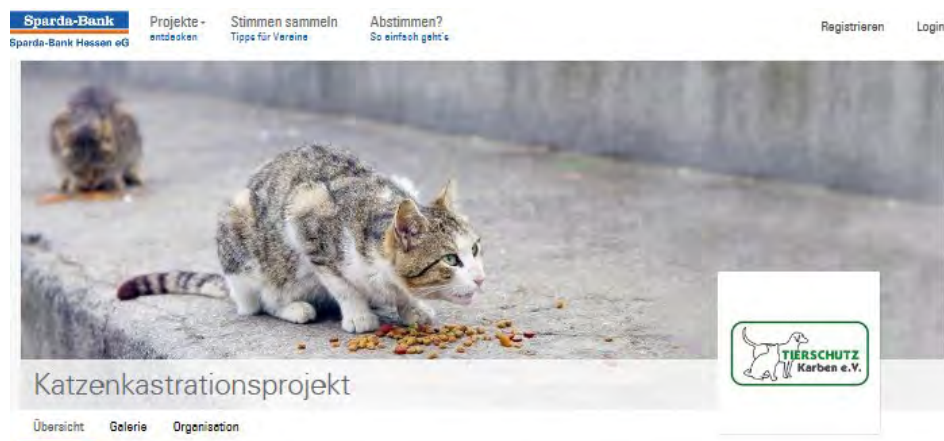 Sparda-Bank
Sparda-Bank Hessen eG
Projekte
entdecken
Stimmen sammeln
Tipps für Vereine
Abstimmen?
So einfach geht's
Registrieren
Login
TIERSCHUTZ
Karben e.V.
Katzenkastrationsprojekt
Übersicht Galerie Organisation